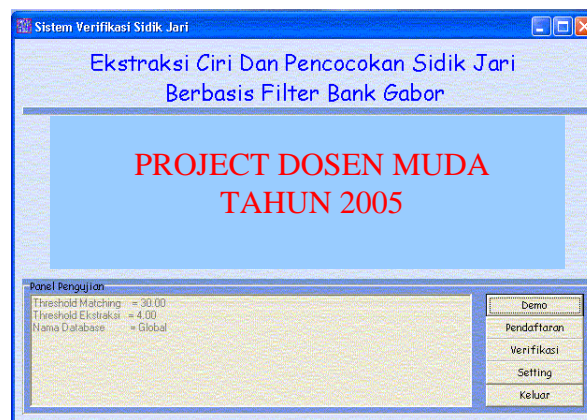 Sistem Verifikasi Sidik Jari
Ekstraksi Ciri Dan Pencocokan Sidik Jari
Berbasis Filter Bank Gabor
PROJECT DOSEN MUDA
TAHUN 2005
Panel Pengujian
Threshold Matching = 30.00
Threshold Ekstraksi = 4.00
Nama Database = Global
Demo
Pendaftaran
Verifikasi
Setting
Keluar